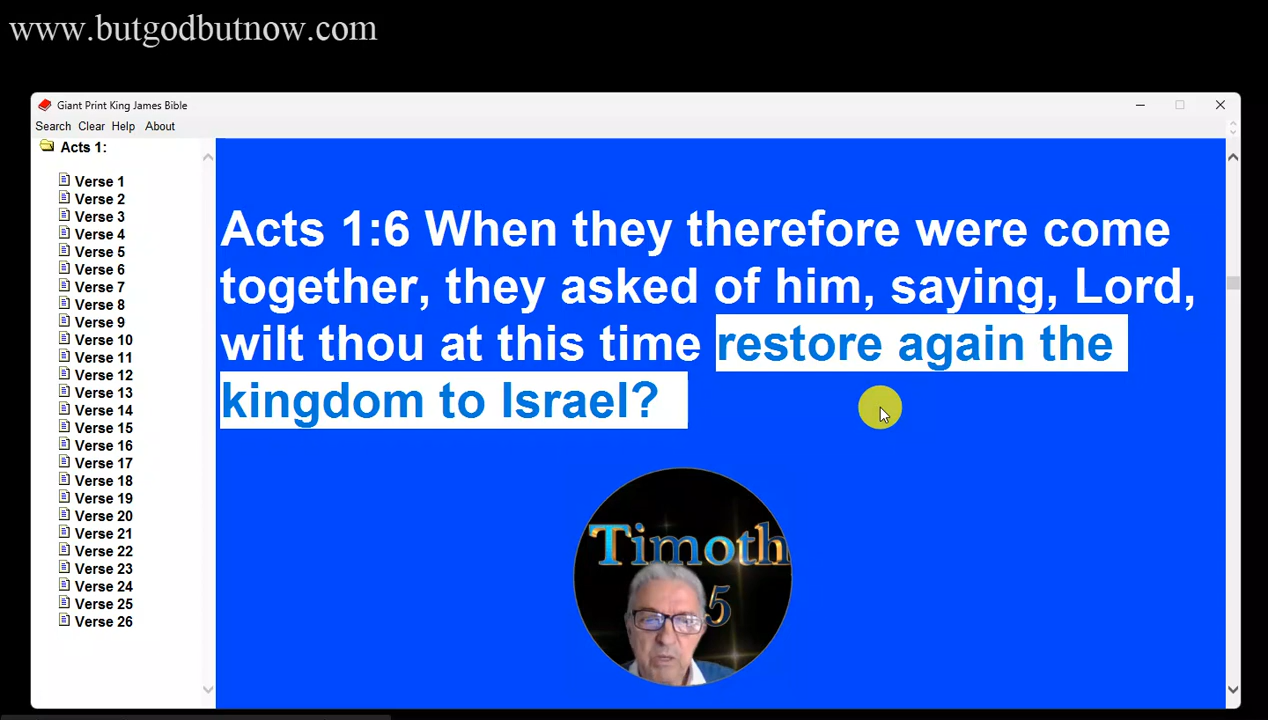 www.butgodbutnow.com
Giant Print King James Bible
Search Clear Help About
Acts 1:
Verse 1
Verse 2
Verse 3
Verse 4
Verse 5
Verse 6
Verse 7
Verse 8
Verse 9
Verse 10
Verse 11
Verse 12
Verse 13
Verse 14
Verse 15
Verse 16
Verse 17
Verse 18
Verse 19
Verse 20
Verse 21
Verse 22
Verse 23
Verse 24
Verse 25
Verse 26
Acts 1:6 When they therefore were come
together, they asked of him, saying, Lord,
wilt thou at this time restore again the
kingdom to Israel?
Timoth
5